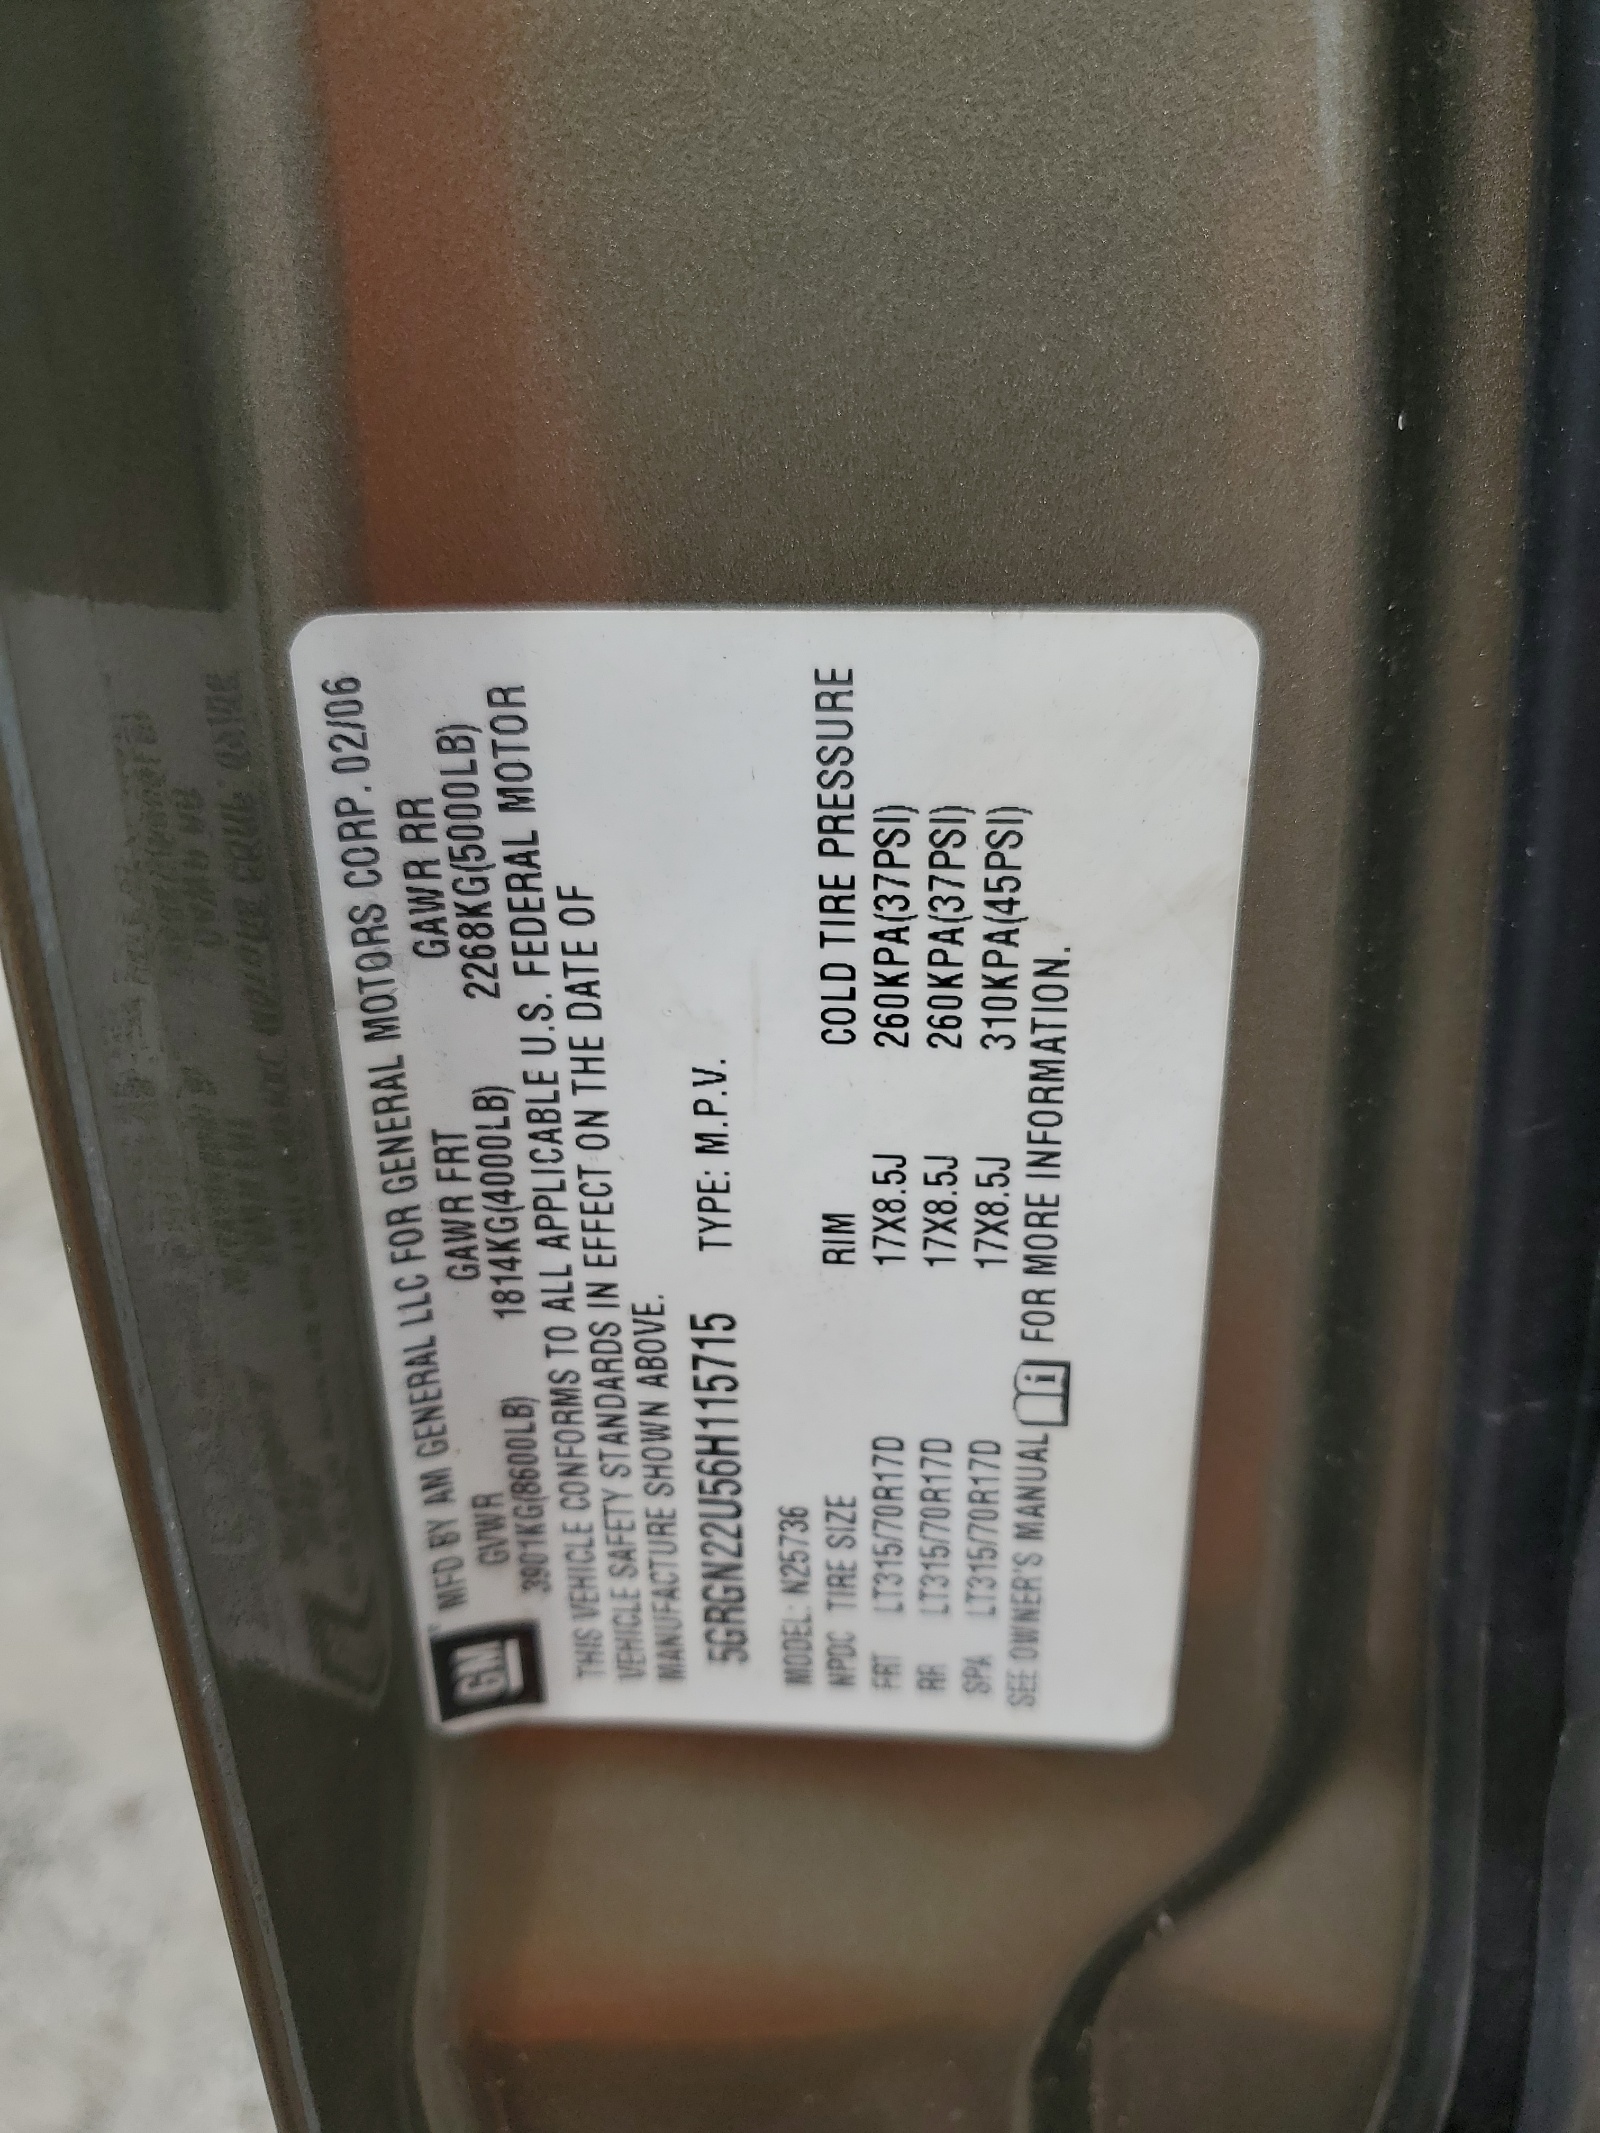 GM
MFD BY AM GENERAL LLC FOR GENERAL MOTORS CORP. 02/06
GVWR GAWR FRT GAWR RR
3901KG(8600LB) 1814KG(4000LB) 2268KG(5000LB)
THIS VEHICLE CONFORMS TO ALL APPLICABLE U.S. FEDERAL MOTOR
VEHICLE SAFETY STANDARDS IN EFFECT ON THE DATE OF
MANUFACTURE SHOWN ABOVE.
5GRGN22U56H115715 TYPE: M.P.V.
MODEL: N25736
NPDC TIRE SIZE RIM COLD TIRE PRESSURE
FRT LT315/70R17D 17X8.5J 260KPA(37PSI)
RR LT315/70R17D 17X8.5J 260KPA(37PSI)
SPA LT315/70R17D 17X8.5J 310KPA(45PSI)
SEE OWNER'S MANUAL FOR MORE INFORMATION.